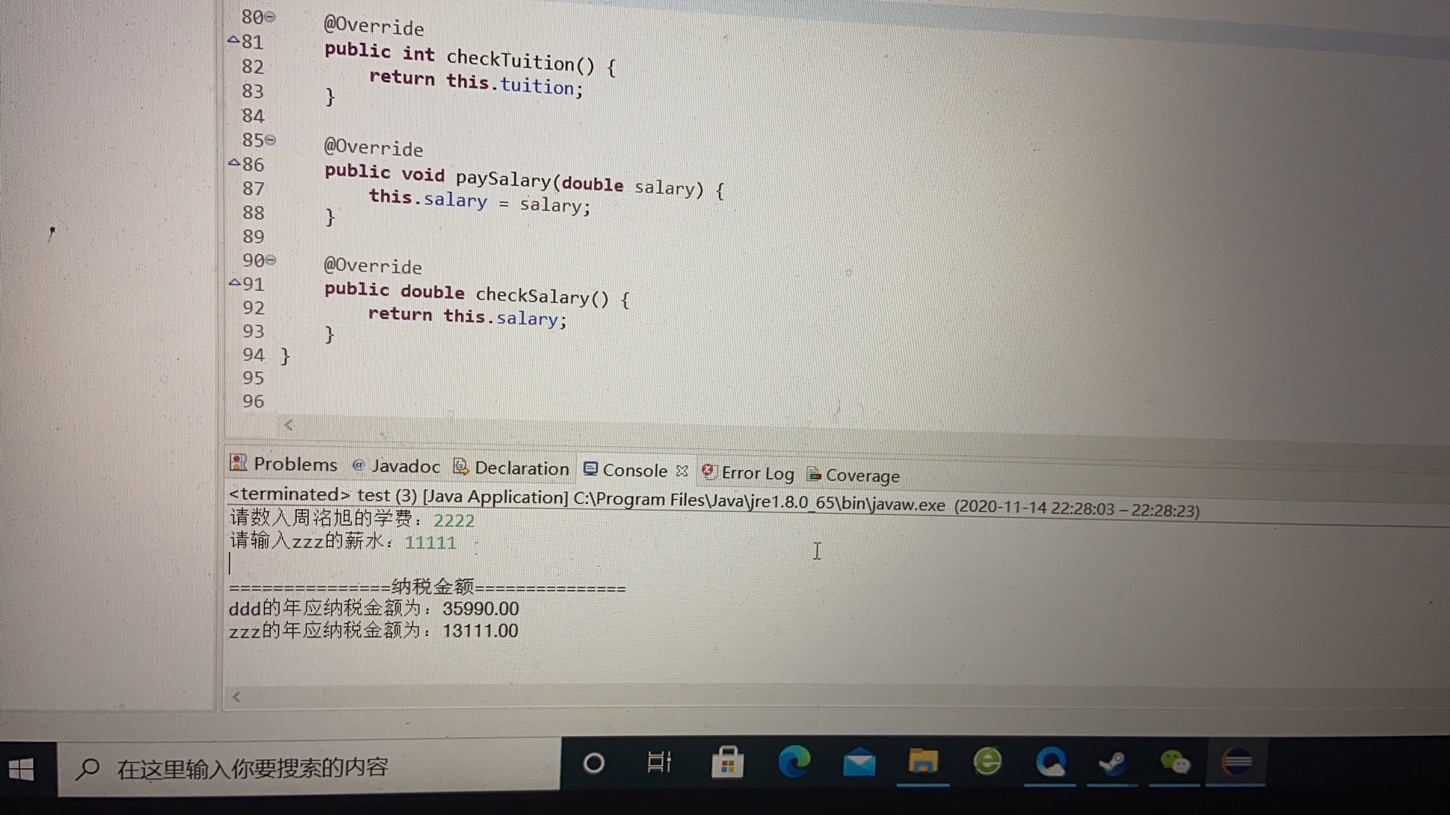 80 @Override
81 public int checkTuition() {
82 return this.tuition;
83 }
84
85 @Override
86 public void paySalary(double salary) {
87 this.salary = salary;
88 }
89
90 @Override
91 public double checkSalary() {
92 return this.salary;
93 }
94 }
95
96
Problems @ Javadoc Declaration Console Error Log Coverage
<terminated> test (3) [Java Application] C:\Program Files\Java\jre1.8.0_65\bin\javaw.exe (2020-11-14 22:28:03 – 22:28:23)
请数入周洺旭的学费：2222
请输入zzz的薪水：11111
===============纳税金额===============
ddd的年应纳税金额为：35990.00
zzz的年应纳税金额为：13111.00
在这里输入你要搜索的内容